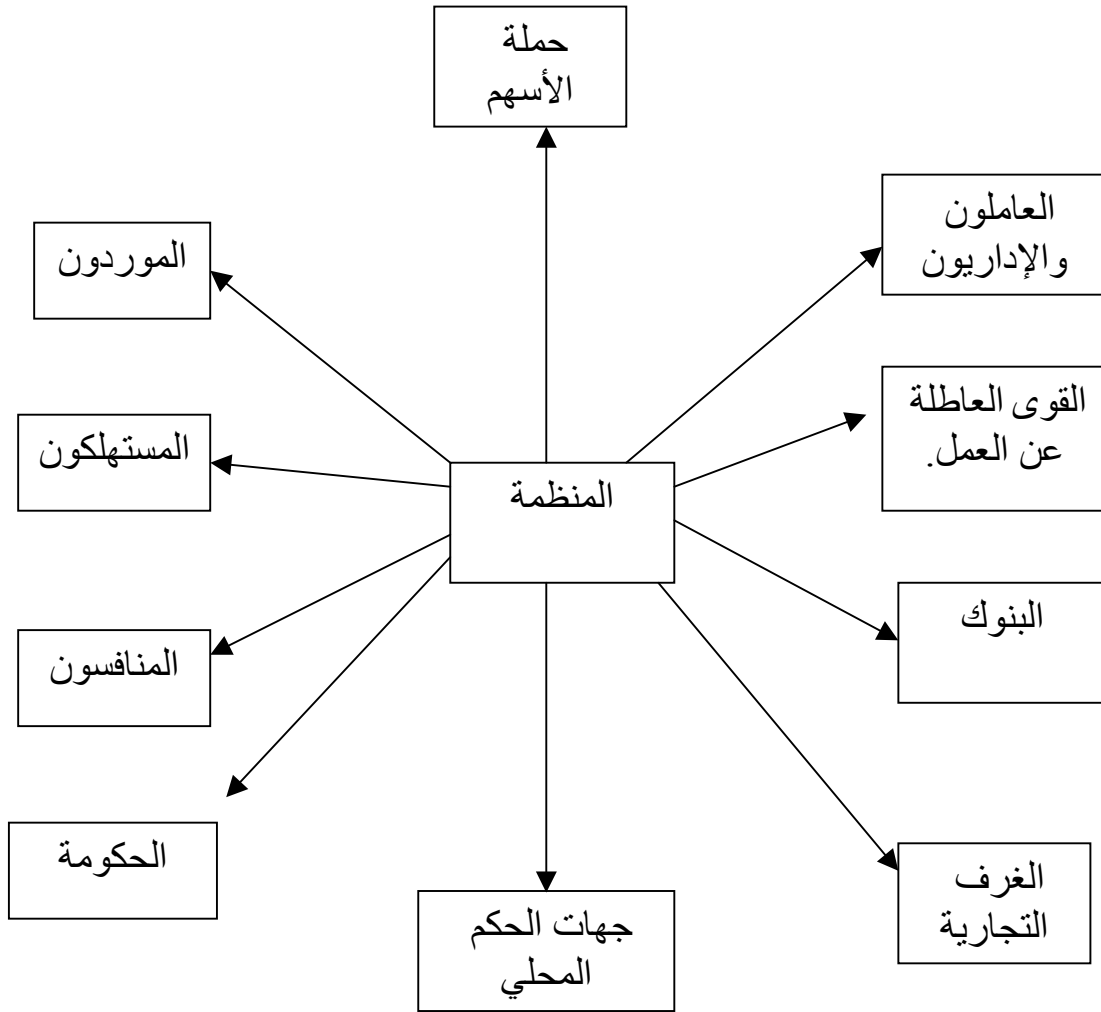 حملة
الأسهم
العاملون
والإداريون
الموردون
القوى العاطلة
عن العمل.
المستهلكون
المنظمة
البنوك
المنافسون
الحكومة
الغرف
التجارية
جهات الحكم
المحلي